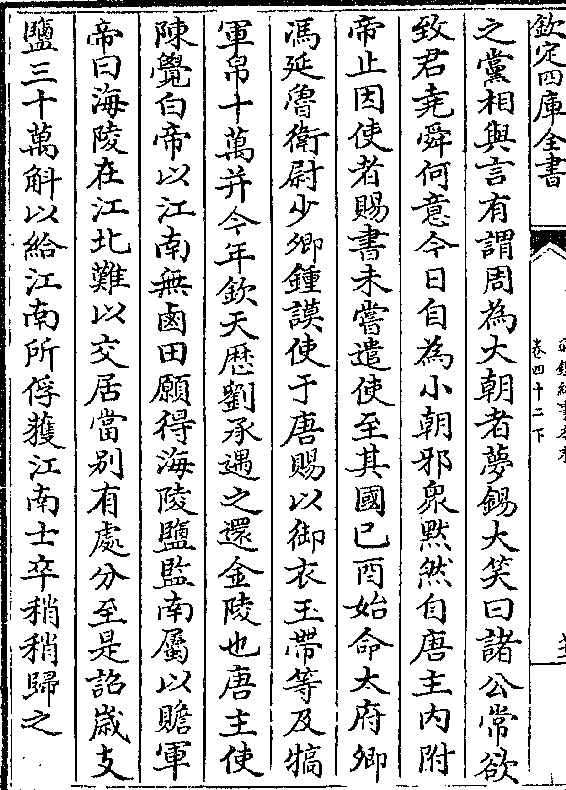 欽定四庫全書
卷四十二下
之黨相與言有謂周為大朝者夢錫大笑曰諸公常欲
致君堯舜何意今日自為小朝邪衆默然自唐主内附
帝止因使者賜書未嘗遣使至其國已酉始命太府卿
馮延魯衛尉少卿鍾謨使于唐賜以御衣玉帶等及犒
軍帛十萬并今年欽天歴劉承遇之還金陵也唐主使
陳覺白帝以江南無鹵田願得海陵鹽監南屬以贍軍
帝曰海陵在江北難以交居當别有處分至是詔嵗支
鹽三十萬斛以給江南所俘獲江南士卒稍稍歸之